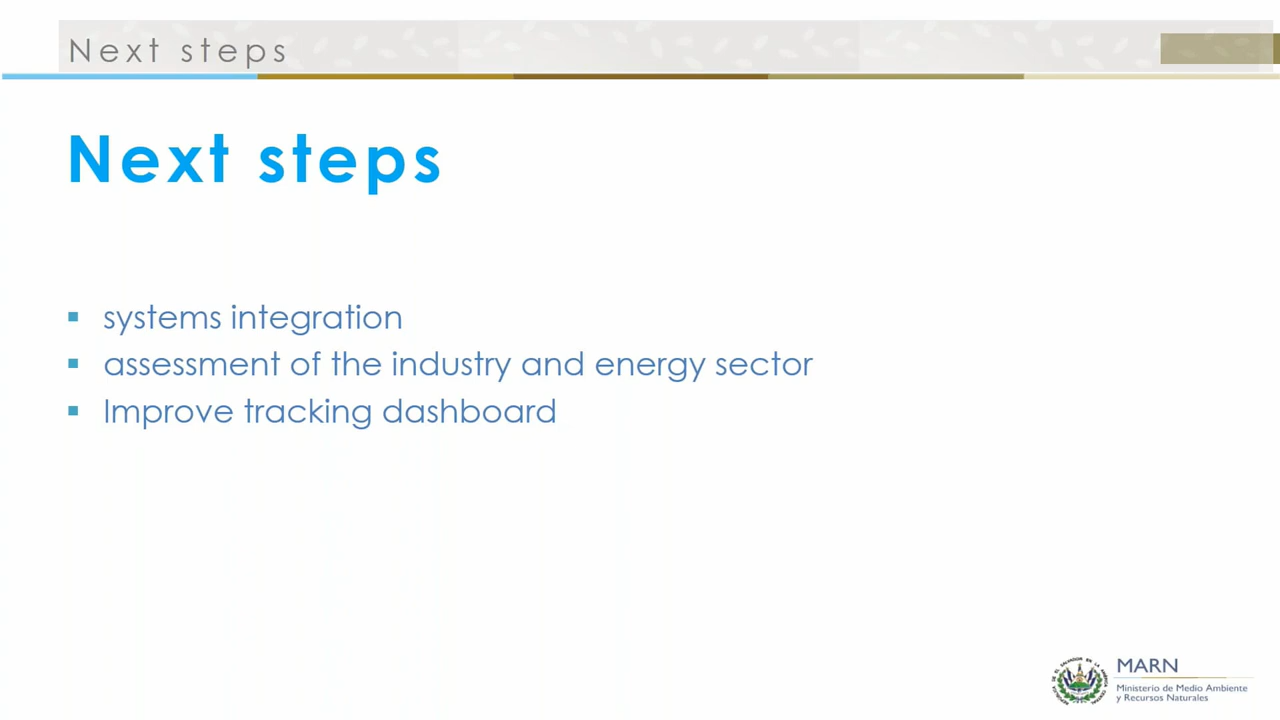 Next steps
Next steps
systems integration
assessment of the industry and energy sector
Improve tracking dashboard
MARN
Ministerio de Medio Ambiente
y Recursos Naturales